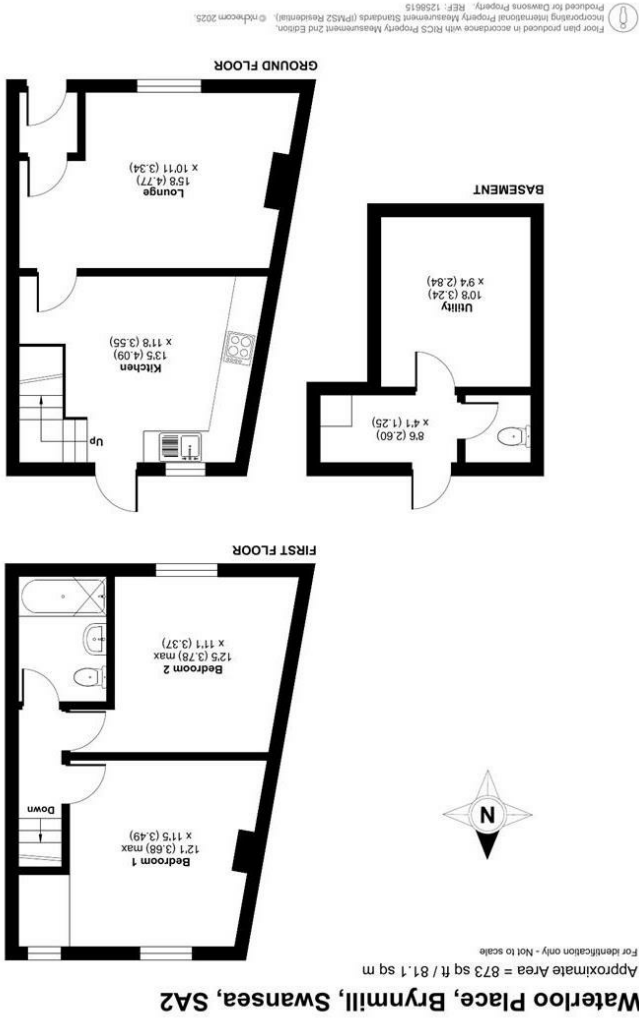 Waterloo Place, Brynmill, Swansea, SA2
Approximate Area = 873 sq ft / 81.1 sq m
For identification only - Not to scale
N
Bedroom 1
12'1 (3.68) max
x 11'5 (3.49)
Down
Bedroom 2
12'5 (3.78) max
x 11'1 (3.37)
FIRST FLOOR
8'6 (2.60)
x 4'1 (1.25)
Utility
10'8 (3.24)
x 9'4 (2.84)
BASEMENT
Up
Kitchen
13'5 (4.09)
x 11'8 (3.55)
Lounge
15'8 (4.77)
x 10'11 (3.34)
GROUND FLOOR
Floor plan produced in accordance with RICS Property Measurement 2nd Edition,
Incorporating International Property Measurement Standards (IPMS2 Residential). © nichecom 2025.
Produced for Dawsons Property. REF: 1258615